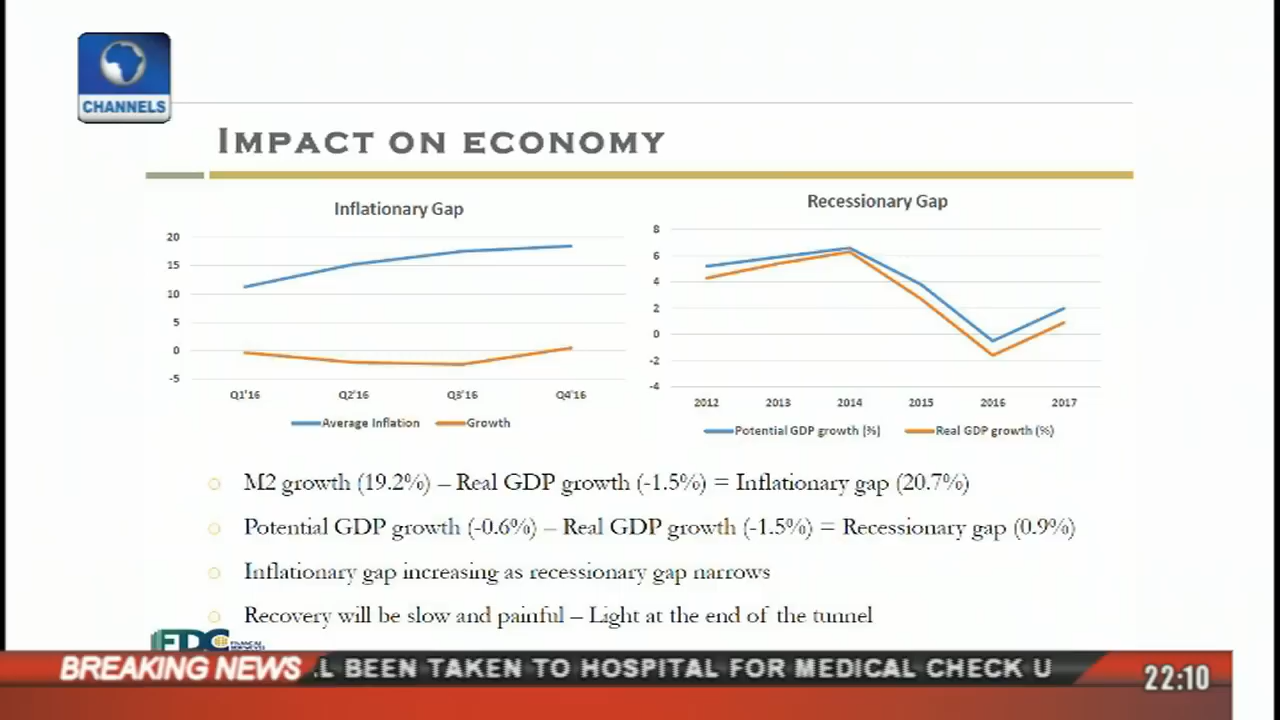 CHANNELS
IMPACT ON ECONOMY
Inflationary Gap
20
15
10
5
0
-5
Q1'16 Q2'16 Q3'16 Q4'16
Average Inflation Growth
Recessionary Gap
8
6
4
2
0
-2
-4
2012 2013 2014 2015 2016 2017
Potential GDP growth (%) Real GDP growth (%)
M2 growth (19.2%) – Real GDP growth (-1.5%) = Inflationary gap (20.7%)
Potential GDP growth (-0.6%) – Real GDP growth (-1.5%) = Recessionary gap (0.9%)
Inflationary gap increasing as recessionary gap narrows
Recovery will be slow and painful – Light at the end of the tunnel
BREAKING NEWS .L BEEN TAKEN TO HOSPITAL FOR MEDICAL CHECK U
22:10